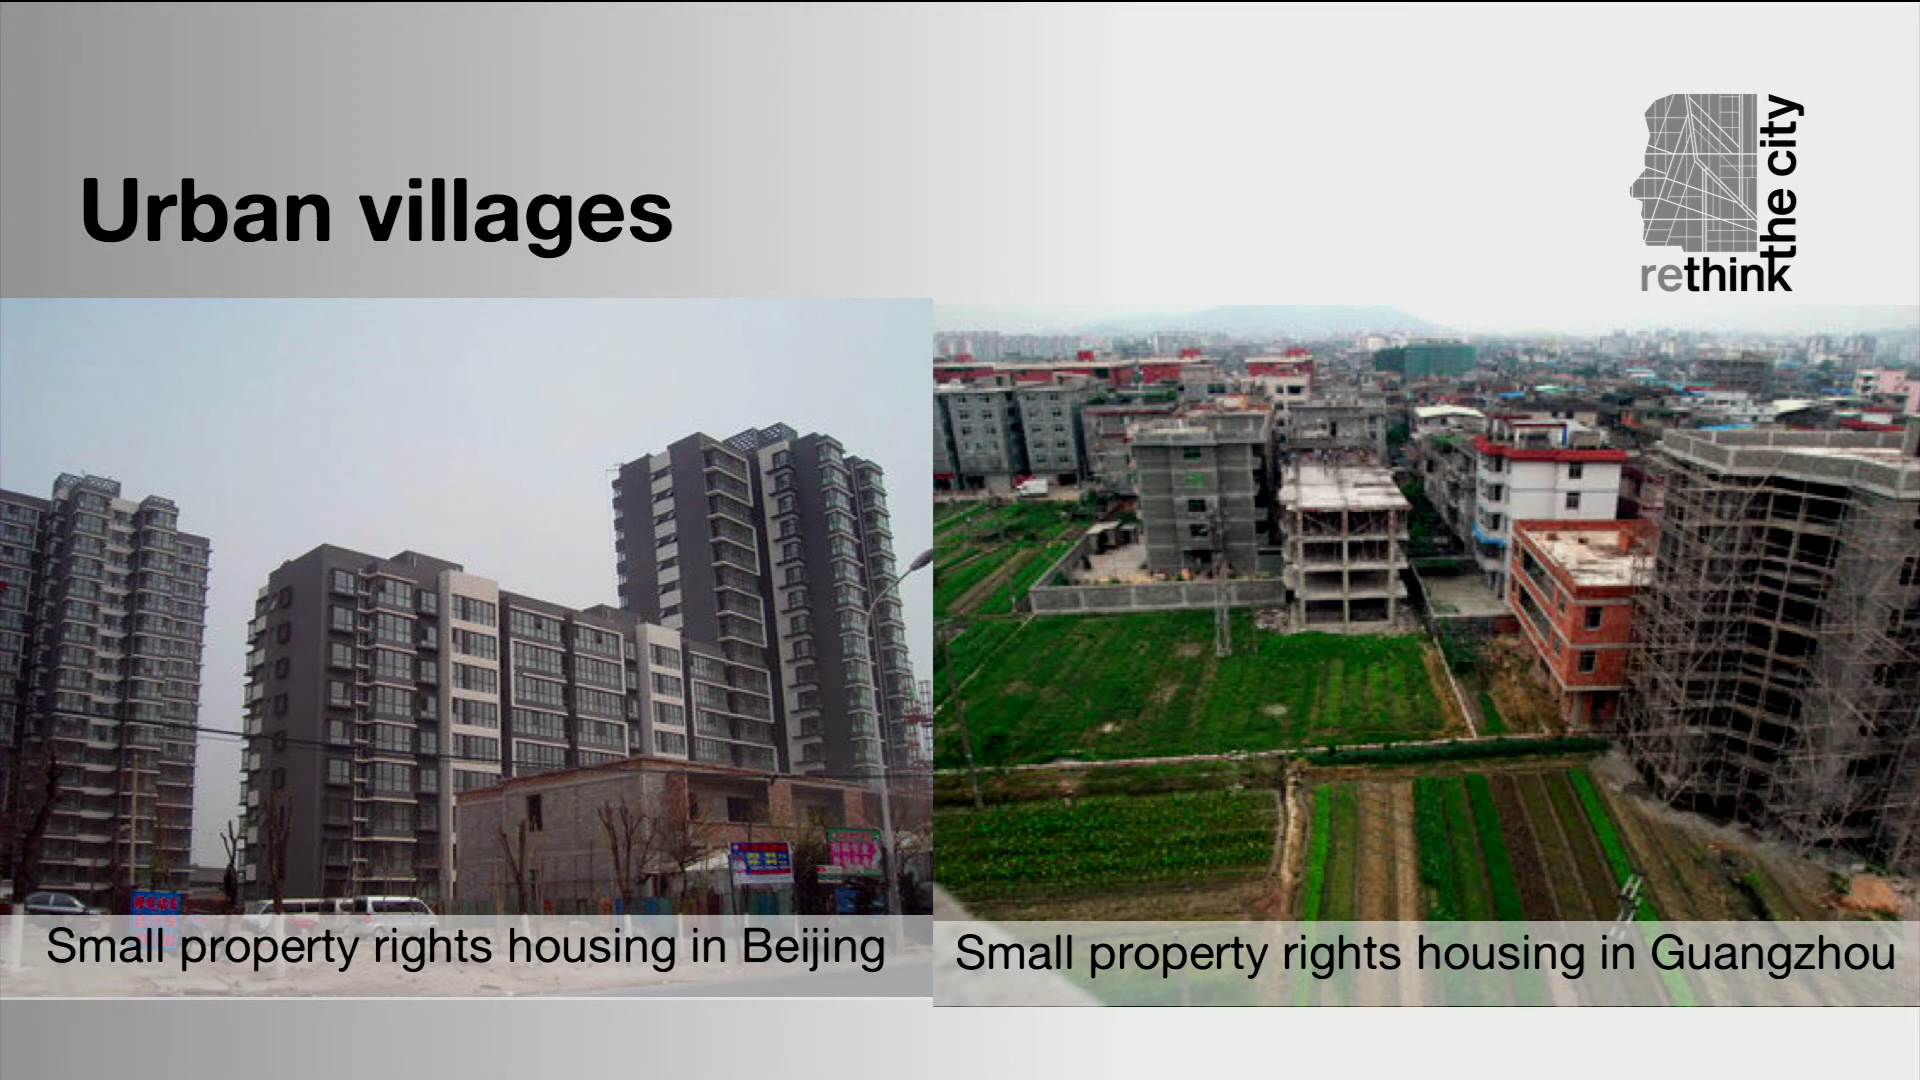 Urban villages
the city
rethink
Small property rights housing in Beijing
Small property rights housing in Guangzhou